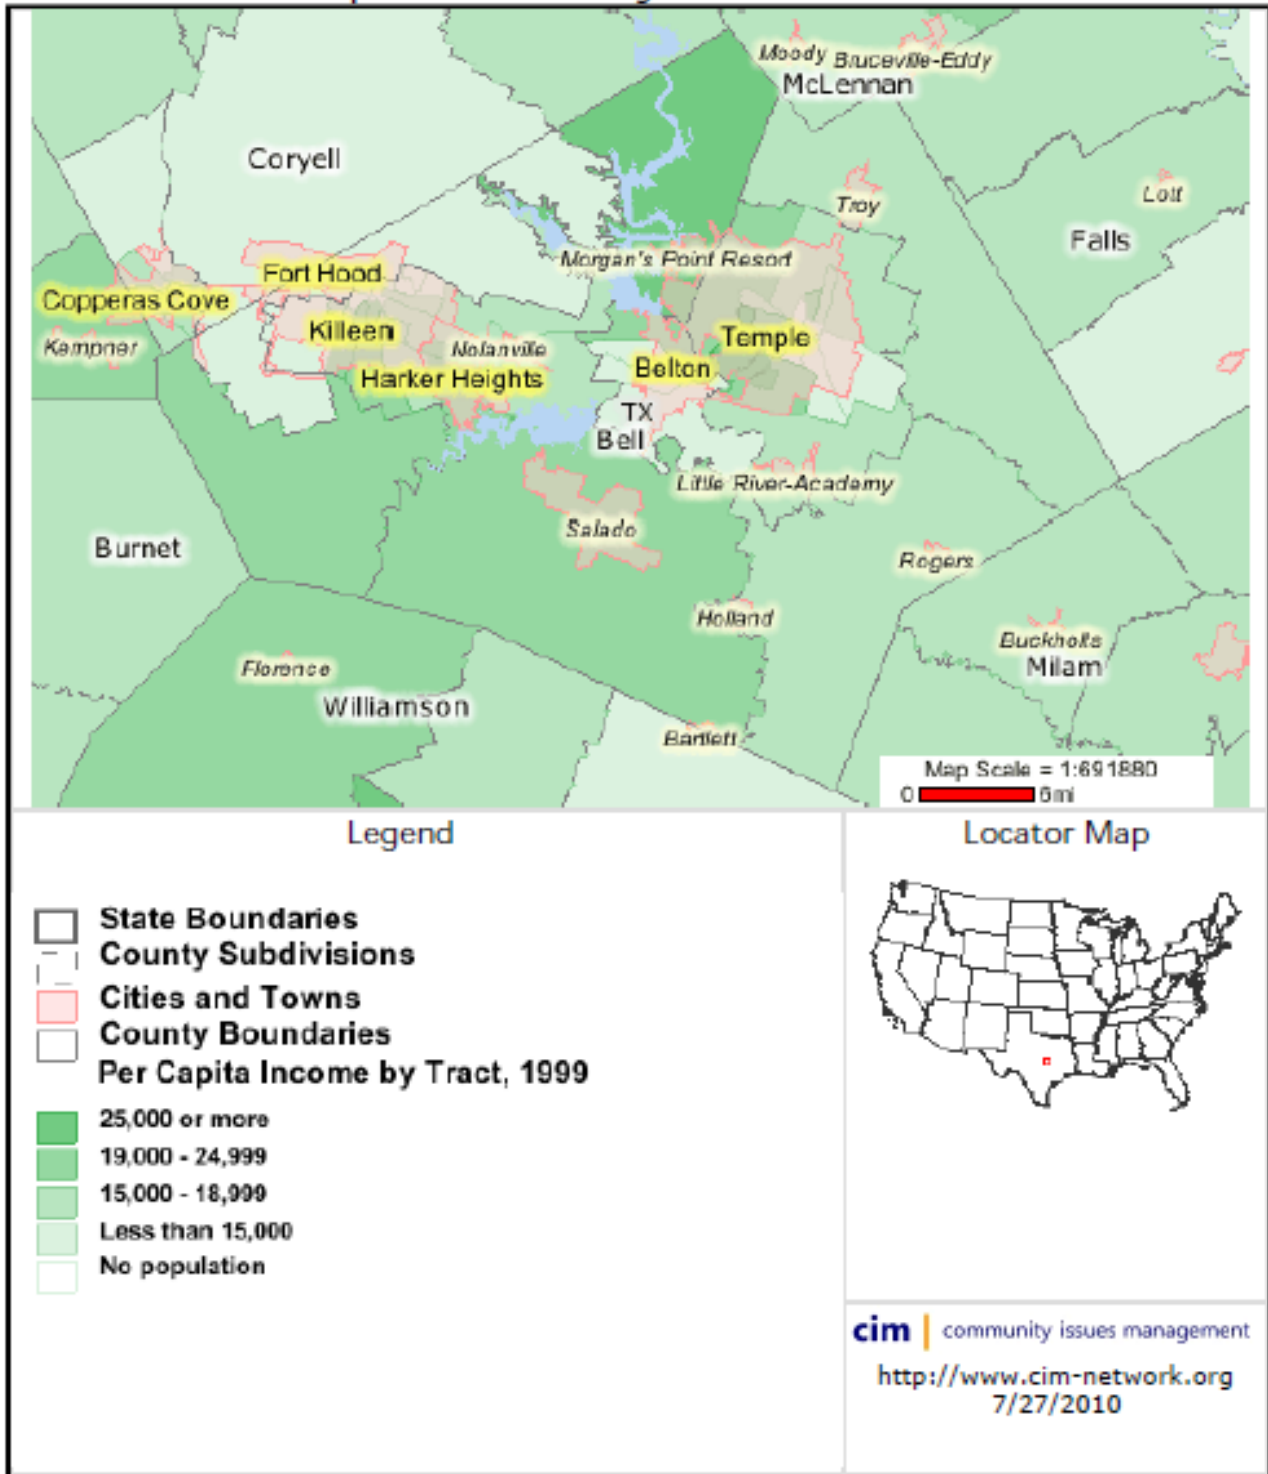 Moody Bruceville-Eddy
McLennan
Coryell
Lott
Troy
Falls
Morgan's Point Resort
Fort Hood
Copperas Cove
Killeen
Temple
Kempner
Nolanville
Belton
Harker Heights
TX
Bell
Little River-Academy
Salado
Burnet
Rogers
Holland
Buckholts
Milam
Florence
Williamson
Bartlett
Map Scale = 1:691880
0 6mi
Legend
State Boundaries
County Subdivisions
Cities and Towns
County Boundaries
Per Capita Income by Tract, 1999
25,000 or more
19,000 - 24,999
15,000 - 18,999
Less than 15,000
No population
Locator Map
cim | community issues management
http://www.cim-network.org
7/27/2010